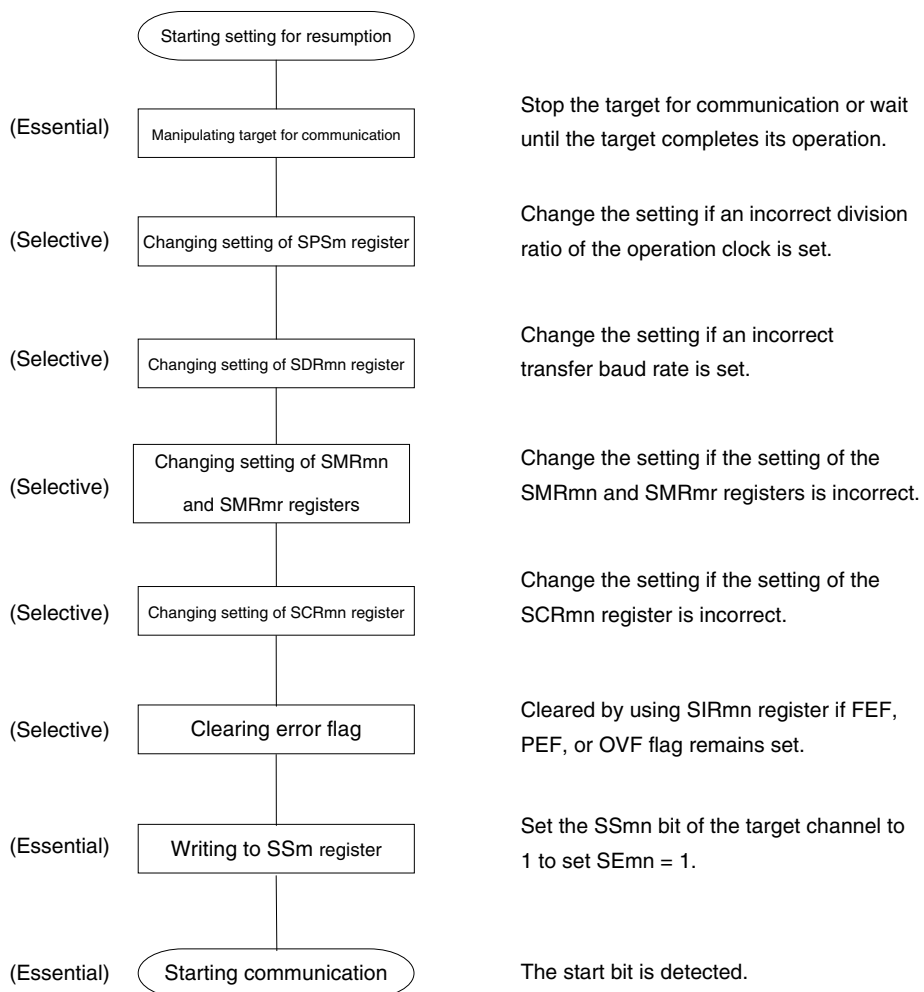 Starting setting for resumption
(Essential)
Manipulating target for communication
Stop the target for communication or wait
until the target completes its operation.
(Selective)
Changing setting of SPSm register
Change the setting if an incorrect division
ratio of the operation clock is set.
(Selective)
Changing setting of SDRmn register
Change the setting if an incorrect
transfer baud rate is set.
(Selective)
Changing setting of SMRmn
and SMRmr registers
Change the setting if the setting of the
SMRmn and SMRmr registers is incorrect.
(Selective)
Changing setting of SCRmn register
Change the setting if the setting of the
SCRmn register is incorrect.
(Selective)
Clearing error flag
Cleared by using SIRmn register if FEF,
PEF, or OVF flag remains set.
(Essential)
Writing to SSm register
Set the SSmn bit of the target channel to
1 to set SEmn = 1.
(Essential)
Starting communication
The start bit is detected.